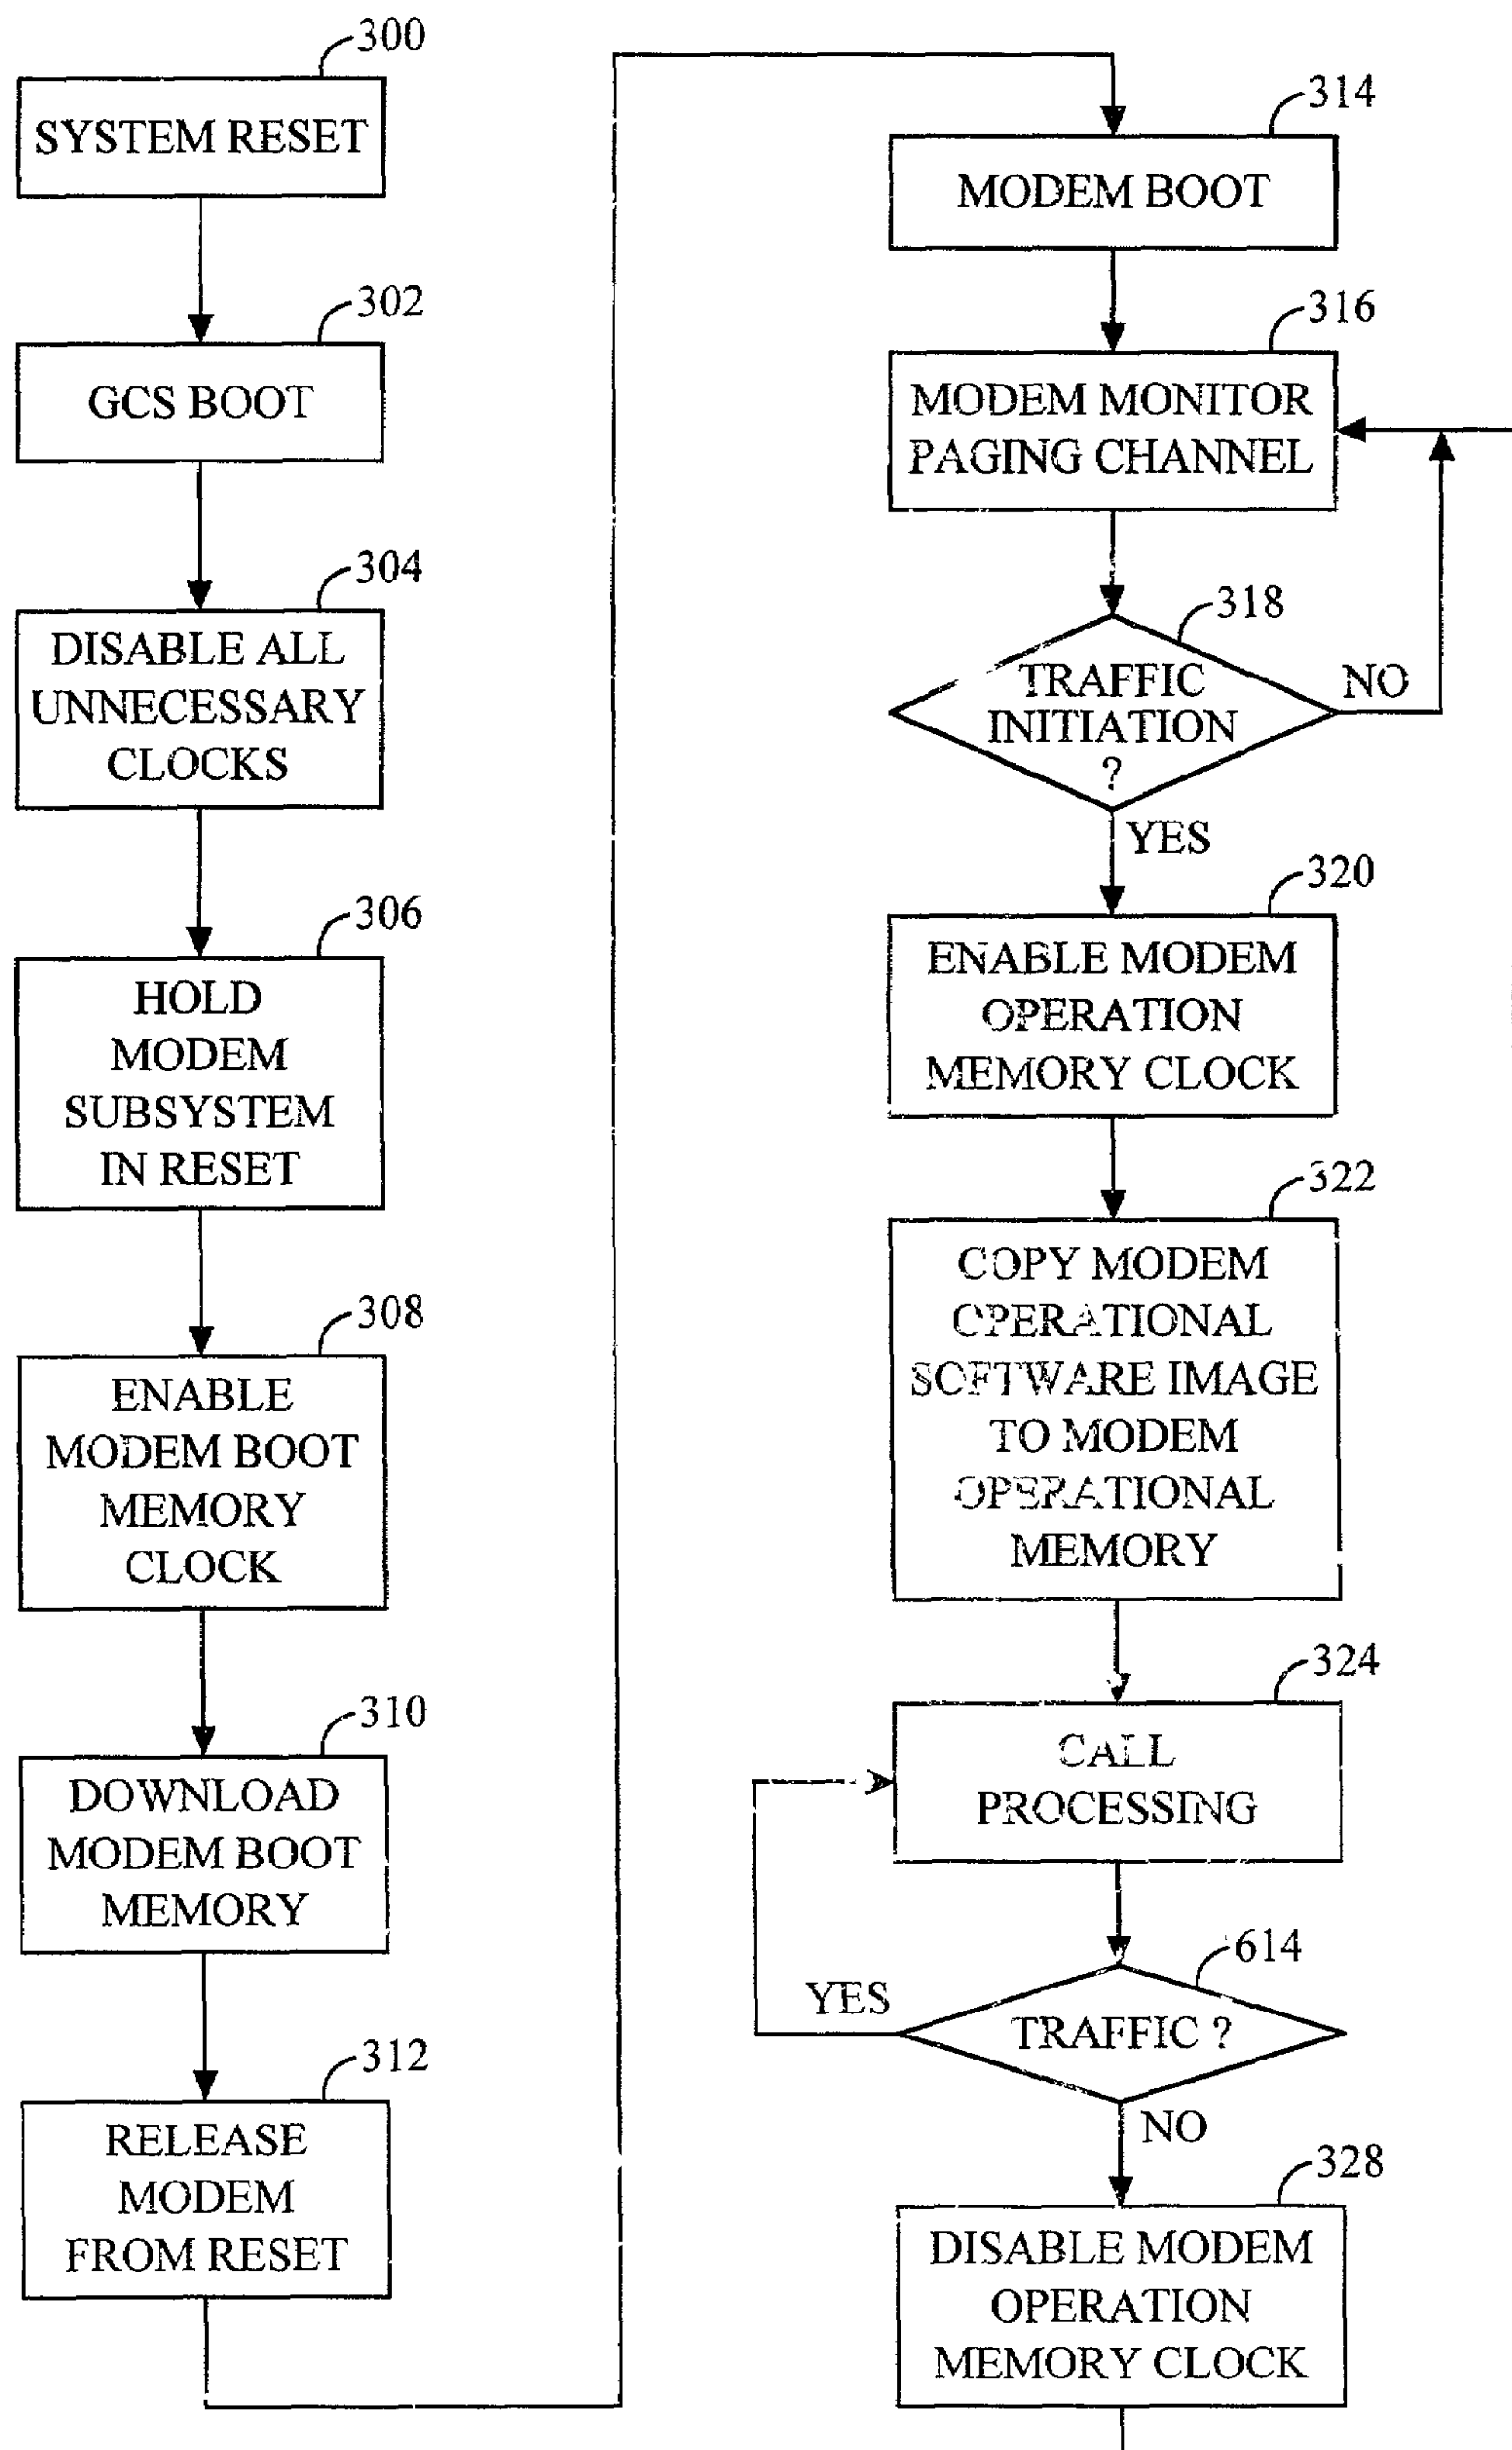 300
SYSTEM RESET
302
GCS BOOT
304
DISABLE ALL
UNNECESSARY
CLOCKS
306
HOLD
MODEM
SUBSYSTEM
IN RESET
308
ENABLE
MODEM BOOT
MEMORY
CLOCK
310
DOWNLOAD
MODEM BOOT
MEMORY
312
RELEASE
MODEM
FROM RESET
314
MODEM BOOT
316
MODEM MONITOR
PAGING CHANNEL
318
TRAFFIC
INITIATION
?
NO
YES
320
ENABLE MODEM
OPERATION
MEMORY CLOCK
322
COPY MODEM
OPERATIONAL
SOFTWARE IMAGE
TO MODEM
OPERATIONAL
MEMORY
324
CALL
PROCESSING
614
TRAFFIC ?
YES
NO
328
DISABLE MODEM
OPERATION
MEMORY CLOCK